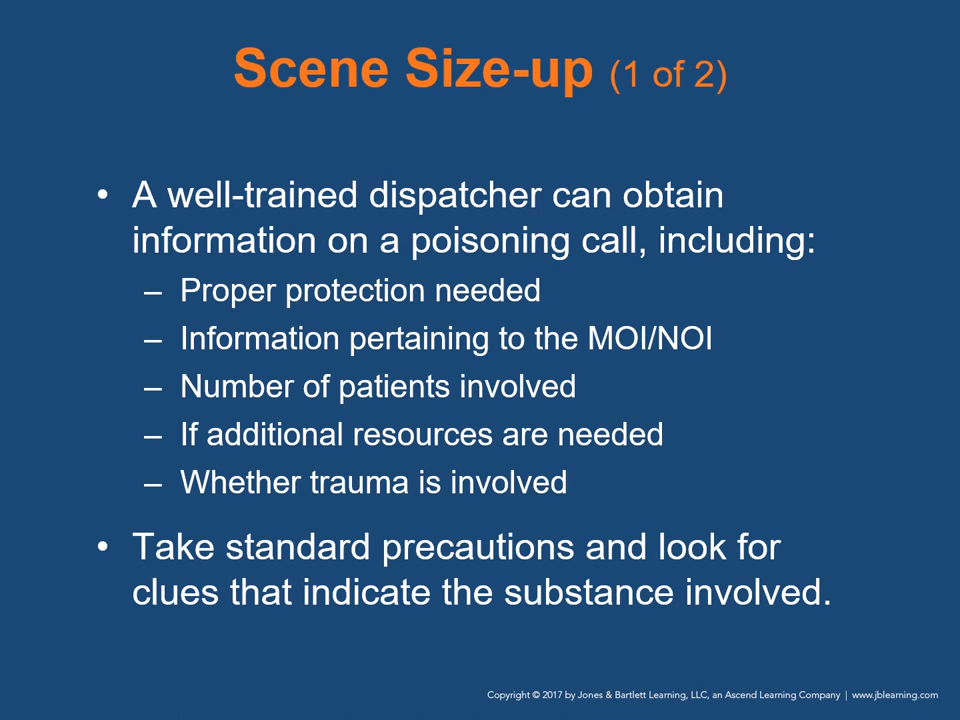 Scene Size-up (1 of 2)
• A well-trained dispatcher can obtain
information on a poisoning call, including:
– Proper protection needed
– Information pertaining to the MOI/NOI
– Number of patients involved
– If additional resources are needed
– Whether trauma is involved
• Take standard precautions and look for
clues that indicate the substance involved.
Copyright © 2017 by Jones & Bartlett Learning, LLC, an Ascend Learning Company | www.jblearning.com